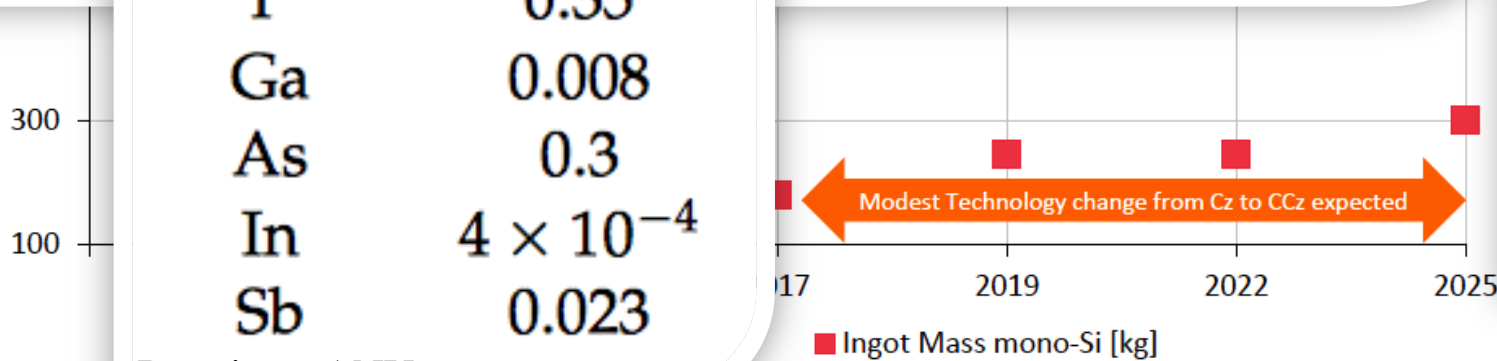 Ga 0.008
300
As 0.3
Modest Technology change from Cz to CCz expected
In 4 × 10⁻⁴
100
17 2019 2022 2025
Sb 0.023
Ingot Mass mono-Si [kg]